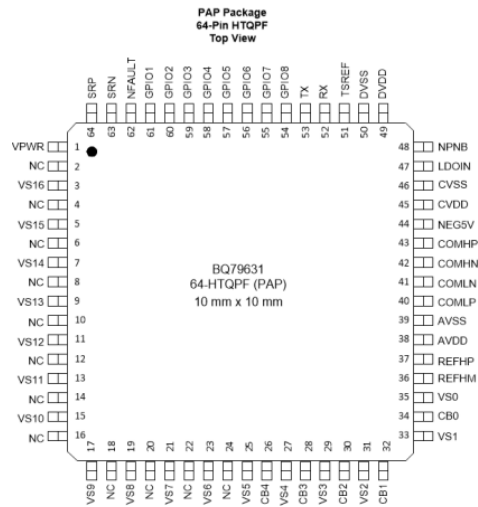 PAP Package
64-Pin HTQPF
Top View
SRP SRN NFAULT GPIO1 GPIO2 GPIO3 GPIO4 GPIO5 GPIO6 GPIO7 GPIO8 TX RX TSREF DVSS DVDD
64 63 62 61 60 59 58 57 56 55 54 53 52 51 50 49
VPWR 1 48 NPNB
NC 2 47 LDOIN
VS16 3 46 CVSS
NC 4 45 CVDD
VS15 5 44 NEG5V
NC 6 43 COMHP
VS14 7 42 COMHN
NC 8 41 COMLN
VS13 9 40 COMLP
NC 10 39 AVSS
VS12 11 38 AVDD
NC 12 37 REFHP
VS11 13 36 REFHM
NC 14 35 VS0
VS10 15 34 CB0
NC 16 33 VS1
BQ79631
64-HTQPF (PAP)
10 mm x 10 mm
17 18 19 20 21 22 23 24 25 26 27 28 29 30 31 32
VS9 NC VS8 NC VS7 NC VS6 NC VS5 CB4 VS4 CB3 VS3 CB2 VS2 CB1